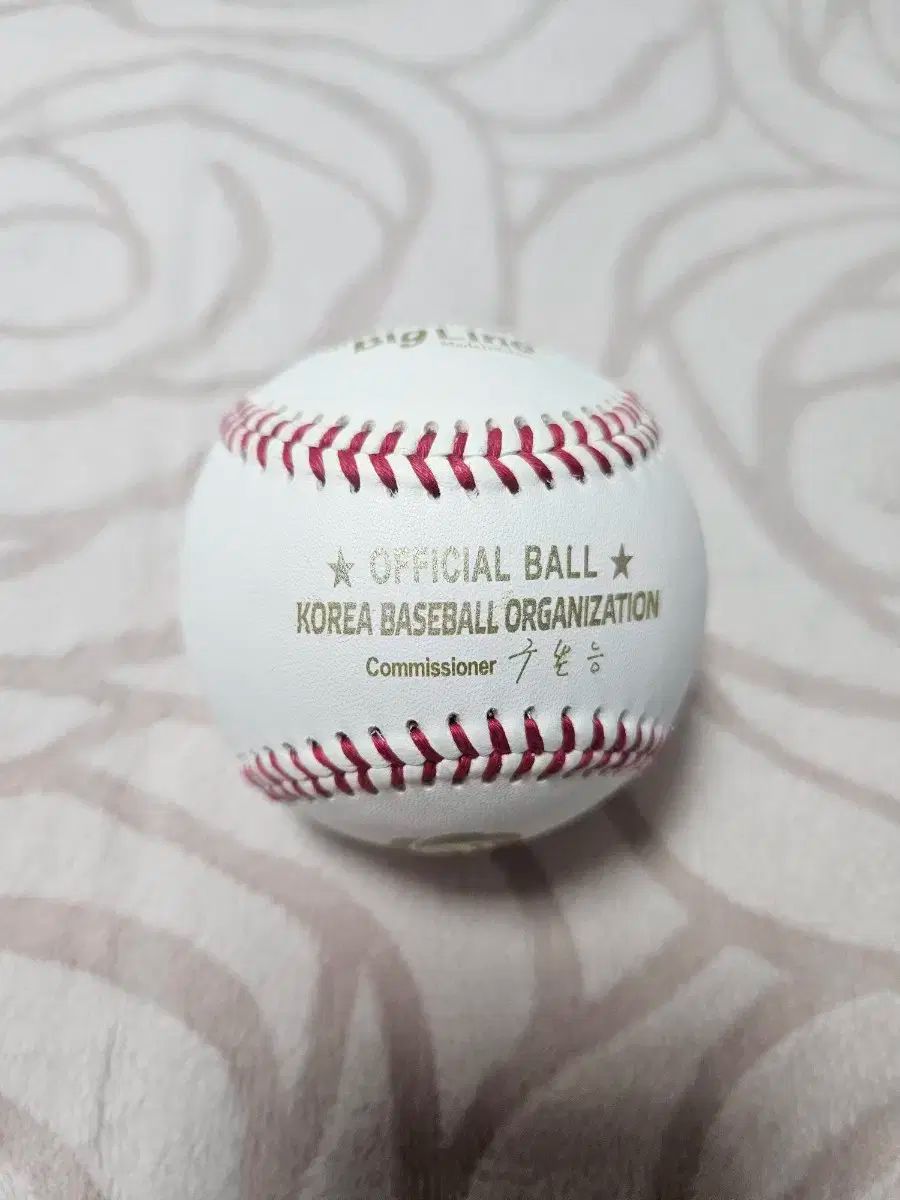 Big Line
★ OFFICIAL BALL ★
KOREA BASEBALL ORGANIZATION
Commissioner 구본능